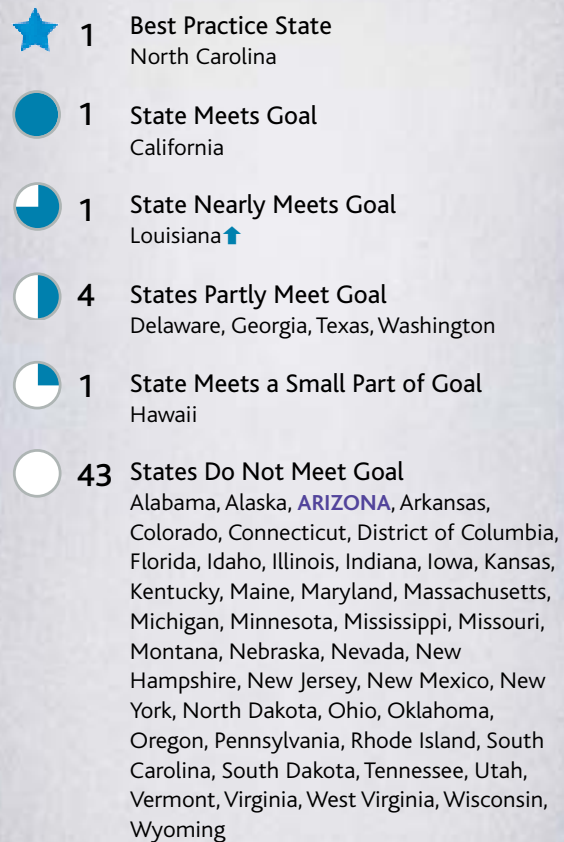 1 Best Practice State
North Carolina
1 State Meets Goal
California
1 State Nearly Meets Goal
Louisiana⬆
4 States Partly Meet Goal
Delaware, Georgia, Texas, Washington
1 State Meets a Small Part of Goal
Hawaii
43 States Do Not Meet Goal
Alabama, Alaska, ARIZONA, Arkansas,
Colorado, Connecticut, District of Columbia,
Florida, Idaho, Illinois, Indiana, Iowa, Kansas,
Kentucky, Maine, Maryland, Massachusetts,
Michigan, Minnesota, Mississippi, Missouri,
Montana, Nebraska, Nevada, New
Hampshire, New Jersey, New Mexico, New
York, North Dakota, Ohio, Oklahoma,
Oregon, Pennsylvania, Rhode Island, South
Carolina, South Dakota, Tennessee, Utah,
Vermont, Virginia, West Virginia, Wisconsin,
Wyoming